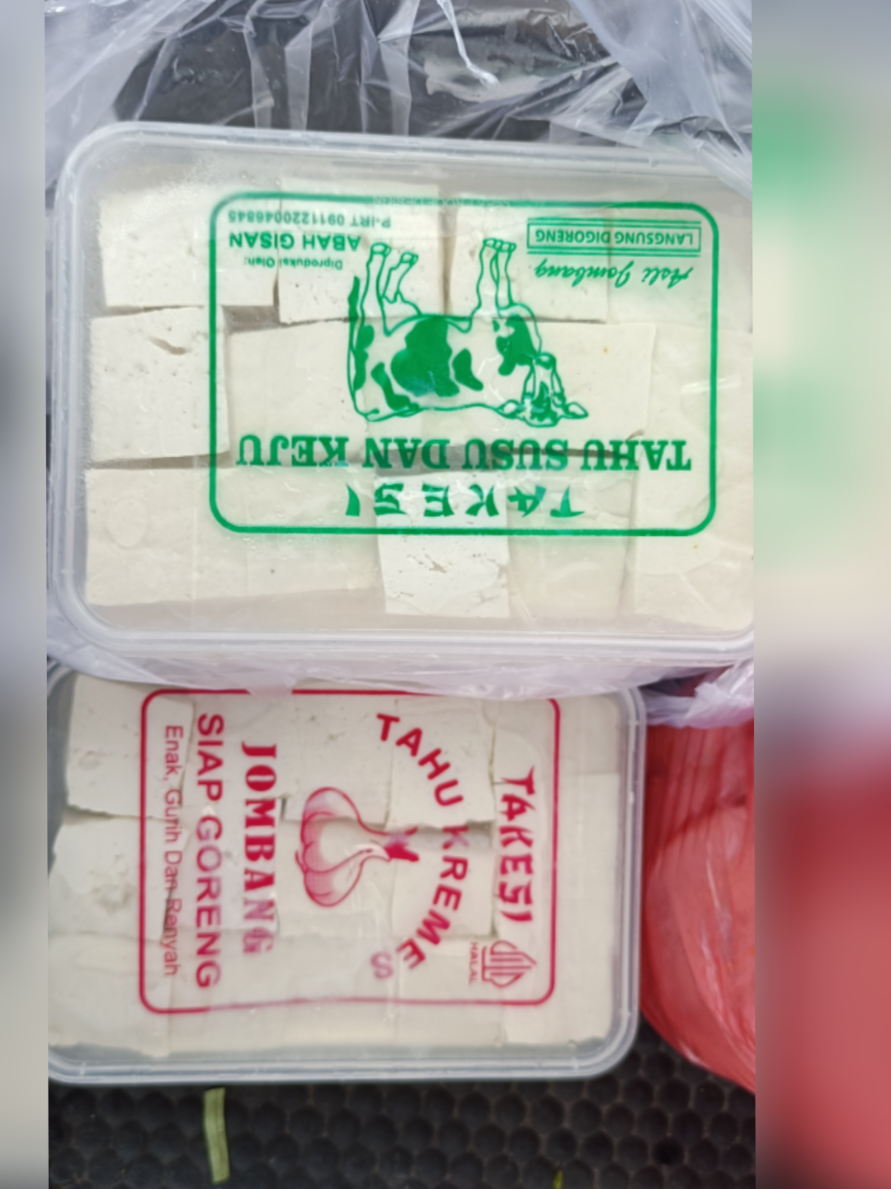 TAKESI
TAHU SUSU DAN KEJU
Asli Jombang
LANGSUNG DIGORENG
Diproduksi Oleh:
ABAH GISAN
P-IRT 0911220046845
TAKESI
HALAL
TAHU KREMES
JOMBANG
SIAP GORENG
Enak, Gurih Dan Renyah